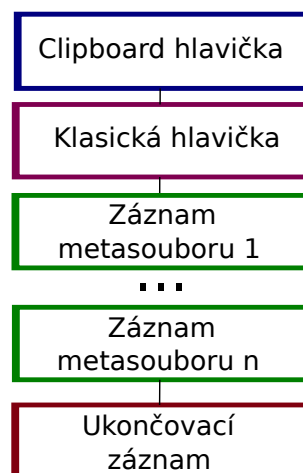 Clipboard hlavička
Klasická hlavička
Záznam
metasouboru 1
...
Záznam
metasouboru n
Ukončovací
záznam